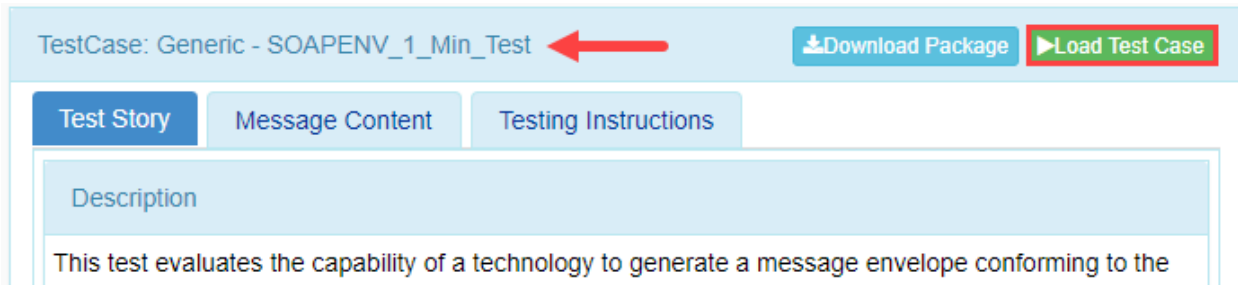 TestCase: Generic - SOAPENV_1_Min_Test Download Package Load Test Case
Test Story Message Content Testing Instructions
Description
This test evaluates the capability of a technology to generate a message envelope conforming to the